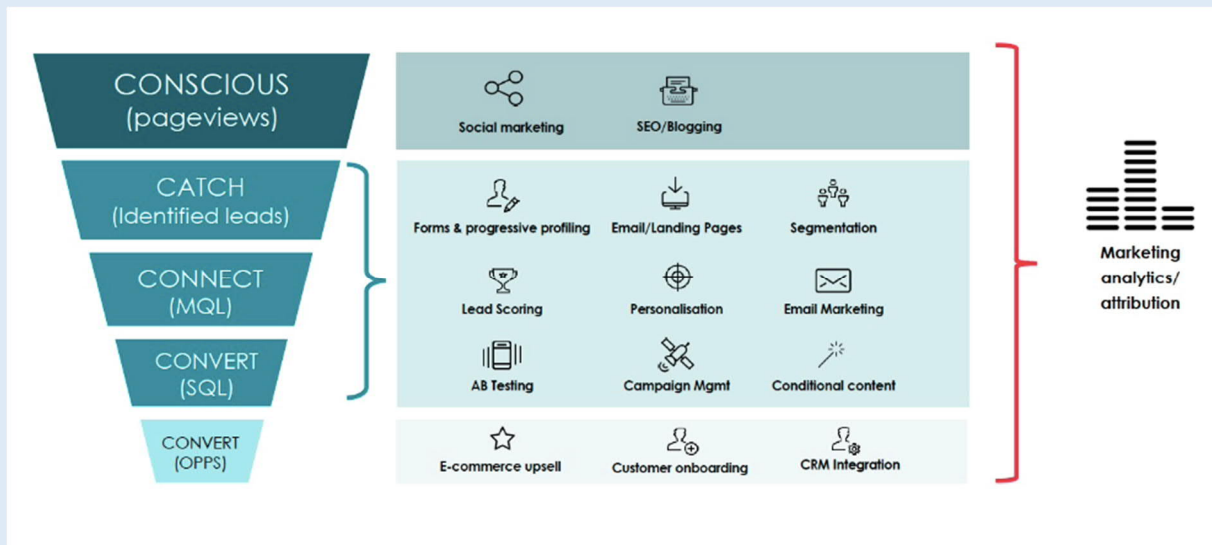 CONSCIOUS
(pageviews)
Social marketing
SEO/Blogging
CATCH
(Identified leads)
CONNECT
(MQL)
CONVERT
(SQL)
Forms & progressive profiling
Email/Landing Pages
Segmentation
Lead Scoring
Personalisation
Email Marketing
AB Testing
Campaign Mgmt
Conditional content
CONVERT
(OPPS)
E-commerce upsell
Customer onboarding
CRM Integration
Marketing
analytics/
attribution